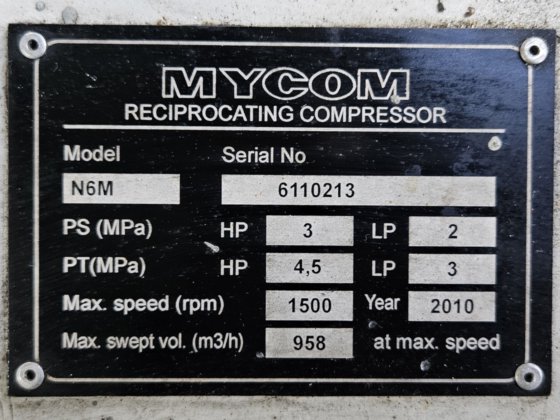 MYCOM
RECIPROCATING COMPRESSOR
Model Serial No
N6M 6110213
PS (MPa) HP 3 LP 2
PT(MPa) HP 4,5 LP 3
Max. speed (rpm) 1500 Year 2010
Max. swept vol. (m3/h) 958 at max. speed